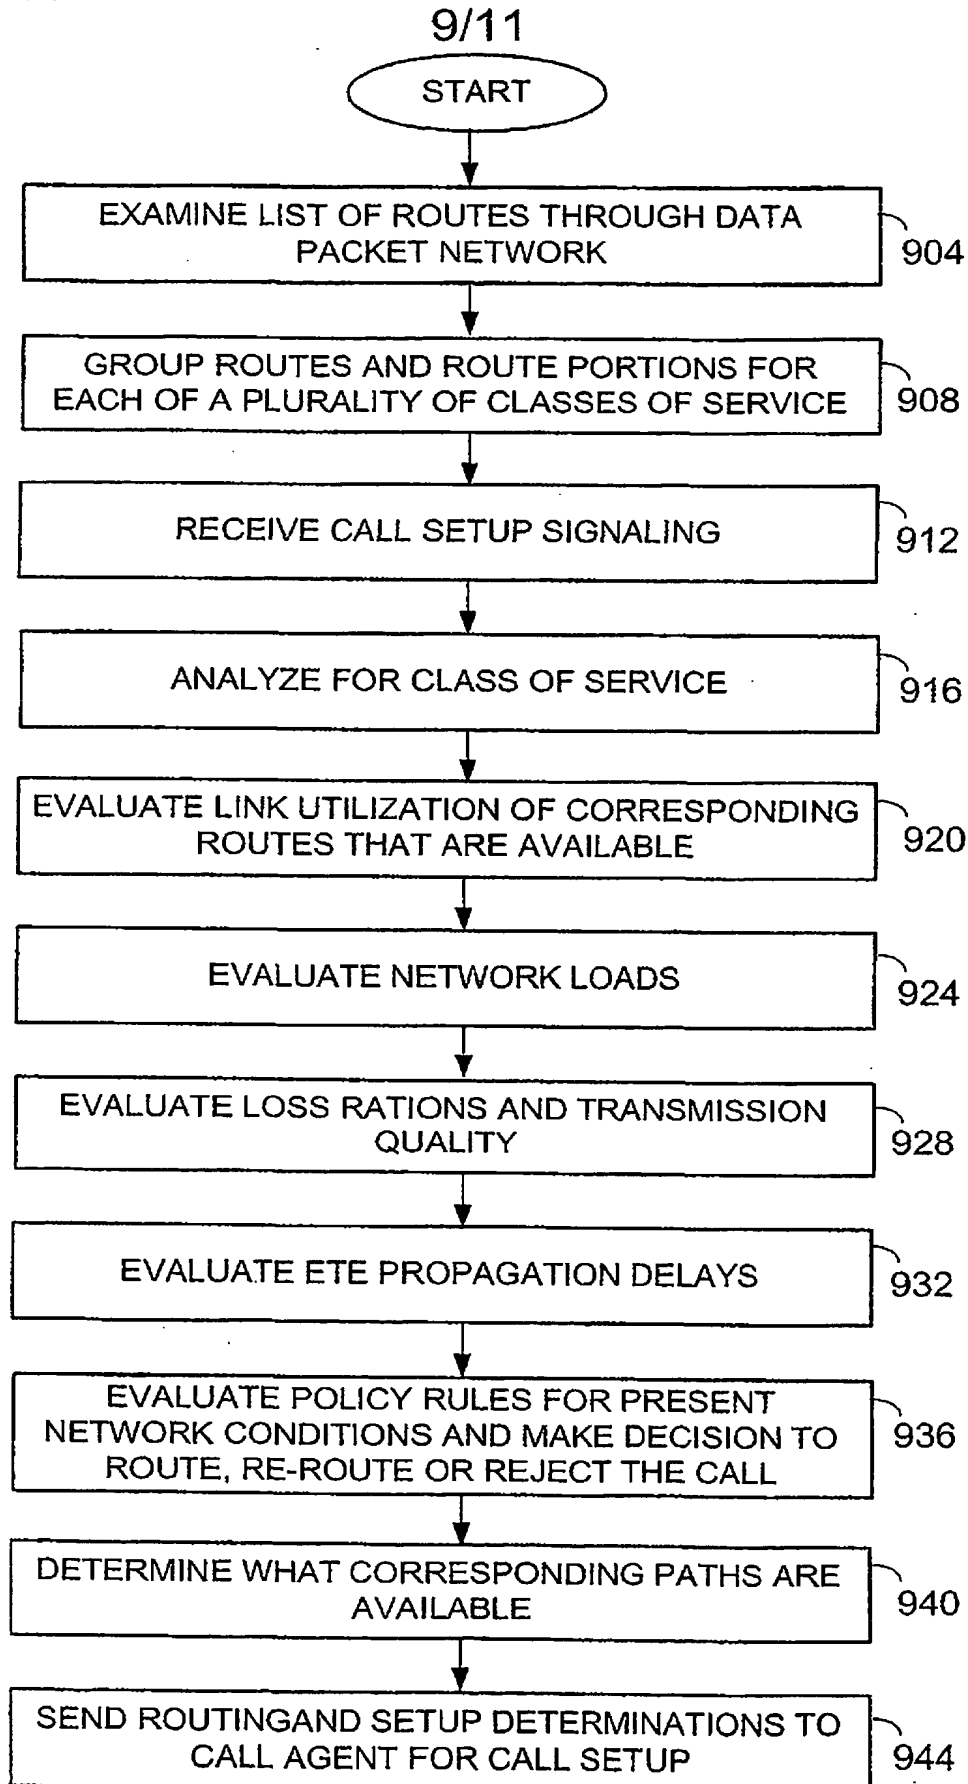 9/11
START
EXAMINE LIST OF ROUTES THROUGH DATA
PACKET NETWORK
904
GROUP ROUTES AND ROUTE PORTIONS FOR
EACH OF A PLURALITY OF CLASSES OF SERVICE
908
RECEIVE CALL SETUP SIGNALING
912
ANALYZE FOR CLASS OF SERVICE
916
EVALUATE LINK UTILIZATION OF CORRESPONDING
ROUTES THAT ARE AVAILABLE
920
EVALUATE NETWORK LOADS
924
EVALUATE LOSS RATIONS AND TRANSMISSION
QUALITY
928
EVALUATE ETE PROPAGATION DELAYS
932
EVALUATE POLICY RULES FOR PRESENT
NETWORK CONDITIONS AND MAKE DECISION TO
ROUTE, RE-ROUTE OR REJECT THE CALL
936
DETERMINE WHAT CORRESPONDING PATHS ARE
AVAILABLE
940
SEND ROUTINGAND SETUP DETERMINATIONS TO
CALL AGENT FOR CALL SETUP
944